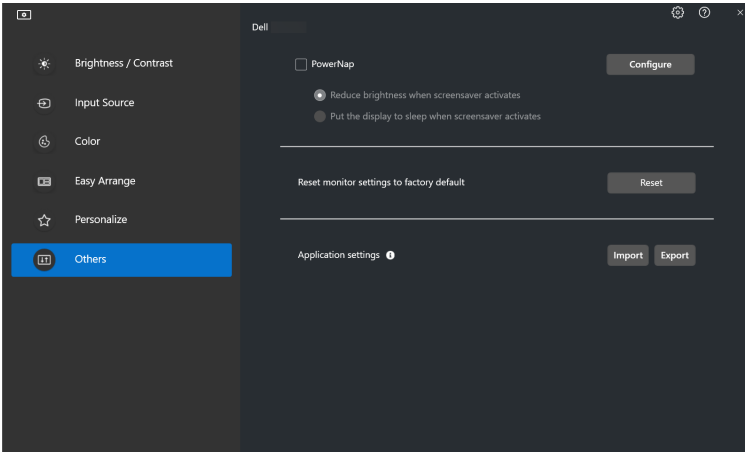 Dell
Brightness / Contrast
Input Source
Color
Easy Arrange
Personalize
Others
PowerNap
Configure
Reduce brightness when screensaver activates
Put the display to sleep when screensaver activates
Reset monitor settings to factory default
Reset
Application settings
Import
Export